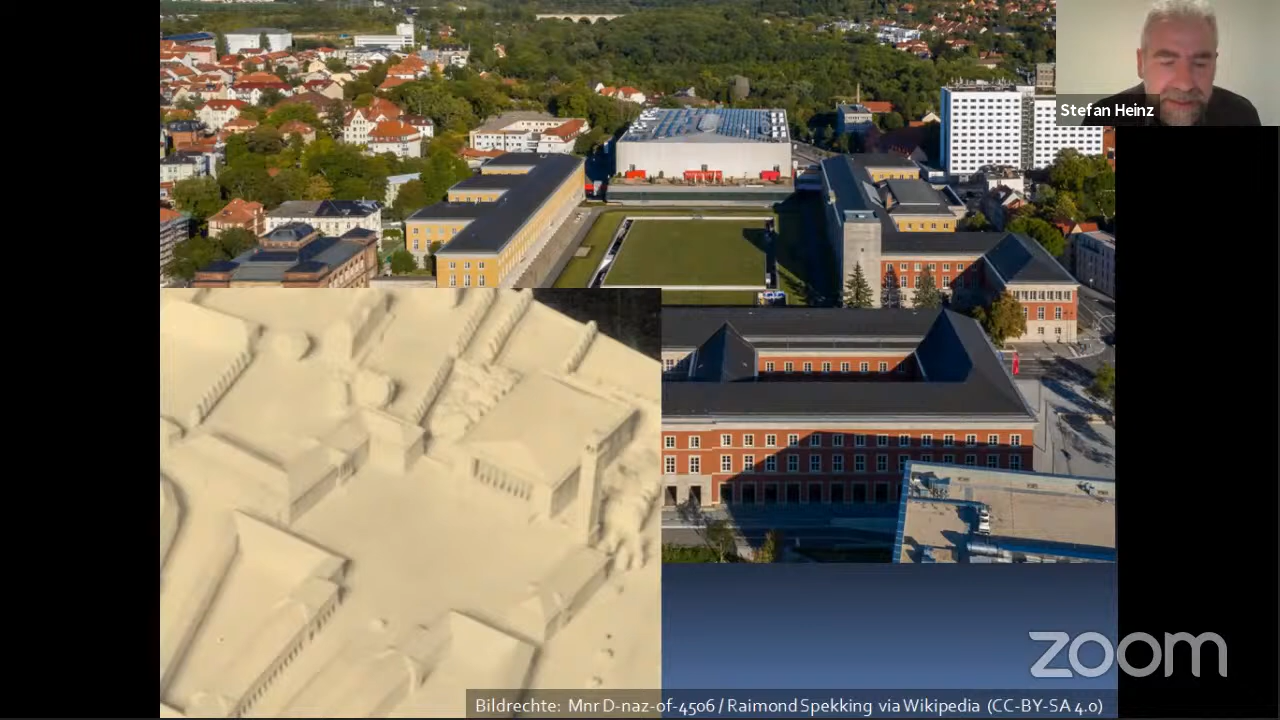 Stefan Heinz
zoom
Bildrechte: Mnr D-naz-of-4506 / Raimond Spekking via Wikipedia (CC-BY-SA 4.0)